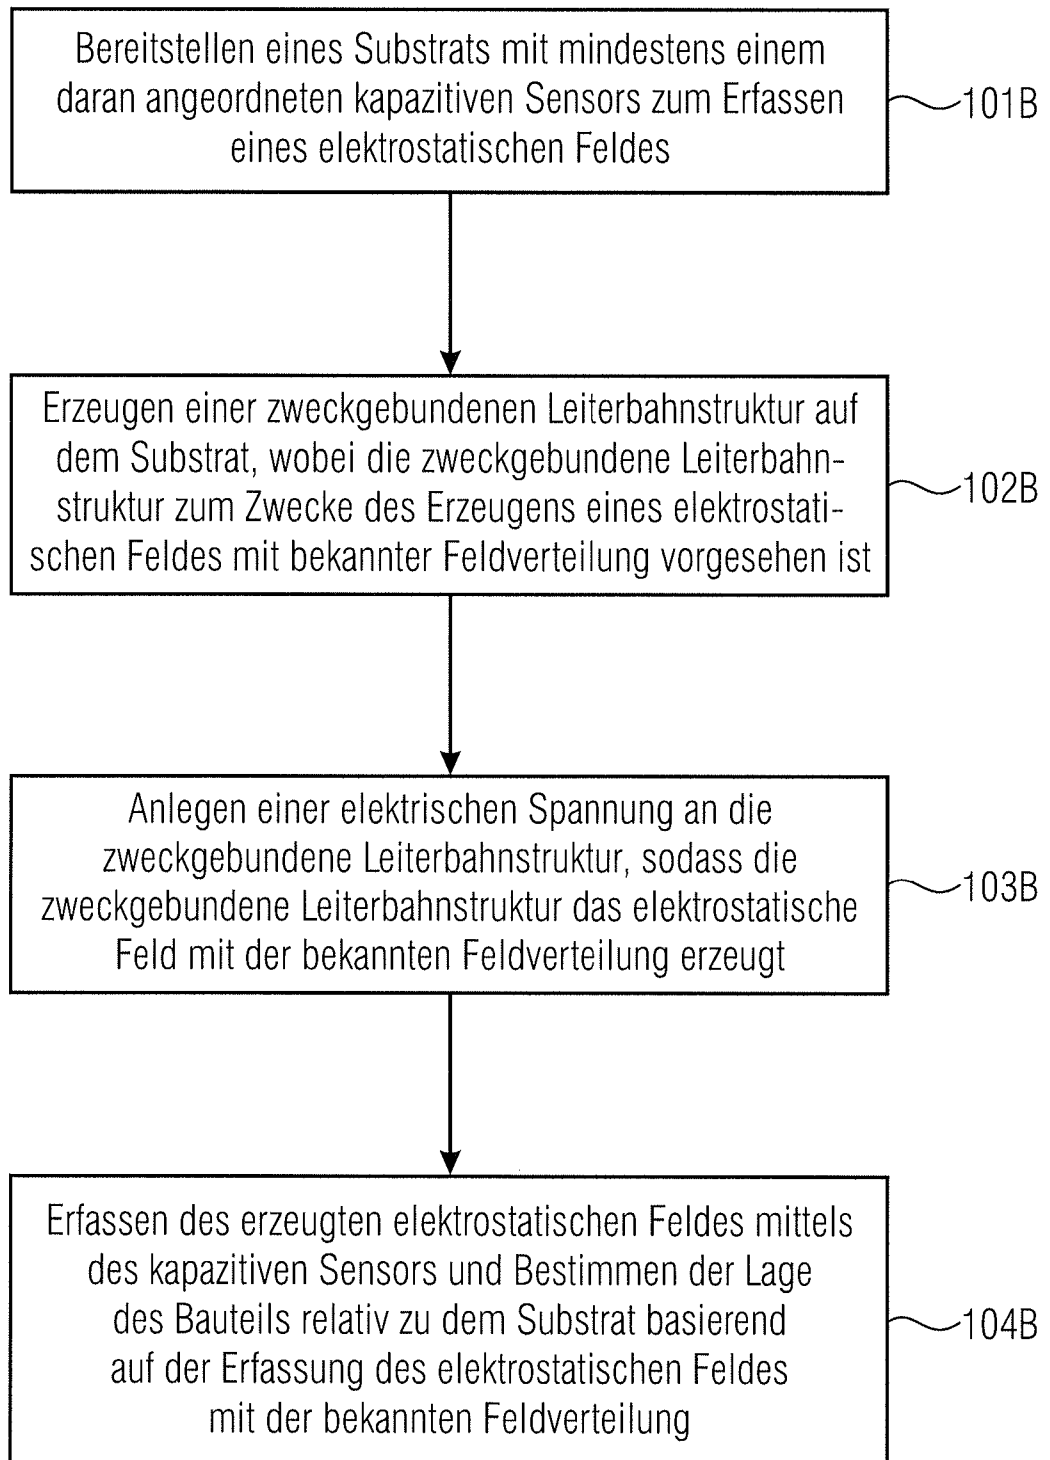 Bereitstellen eines Substrats mit mindestens einem
daran angeordneten kapazitiven Sensors zum Erfassen
eines elektrostatischen Feldes
101B
Erzeugen einer zweckgebundenen Leiterbahnstruktur auf
dem Substrat, wobei die zweckgebundene Leiterbahn-
struktur zum Zwecke des Erzeugens eines elektrostati-
schen Feldes mit bekannter Feldverteilung vorgesehen ist
102B
Anlegen einer elektrischen Spannung an die
zweckgebundene Leiterbahnstruktur, sodass die
zweckgebundene Leiterbahnstruktur das elektrostatische
Feld mit der bekannten Feldverteilung erzeugt
103B
Erfassen des erzeugten elektrostatischen Feldes mittels
des kapazitiven Sensors und Bestimmen der Lage
des Bauteils relativ zu dem Substrat basierend
auf der Erfassung des elektrostatischen Feldes
mit der bekannten Feldverteilung
104B